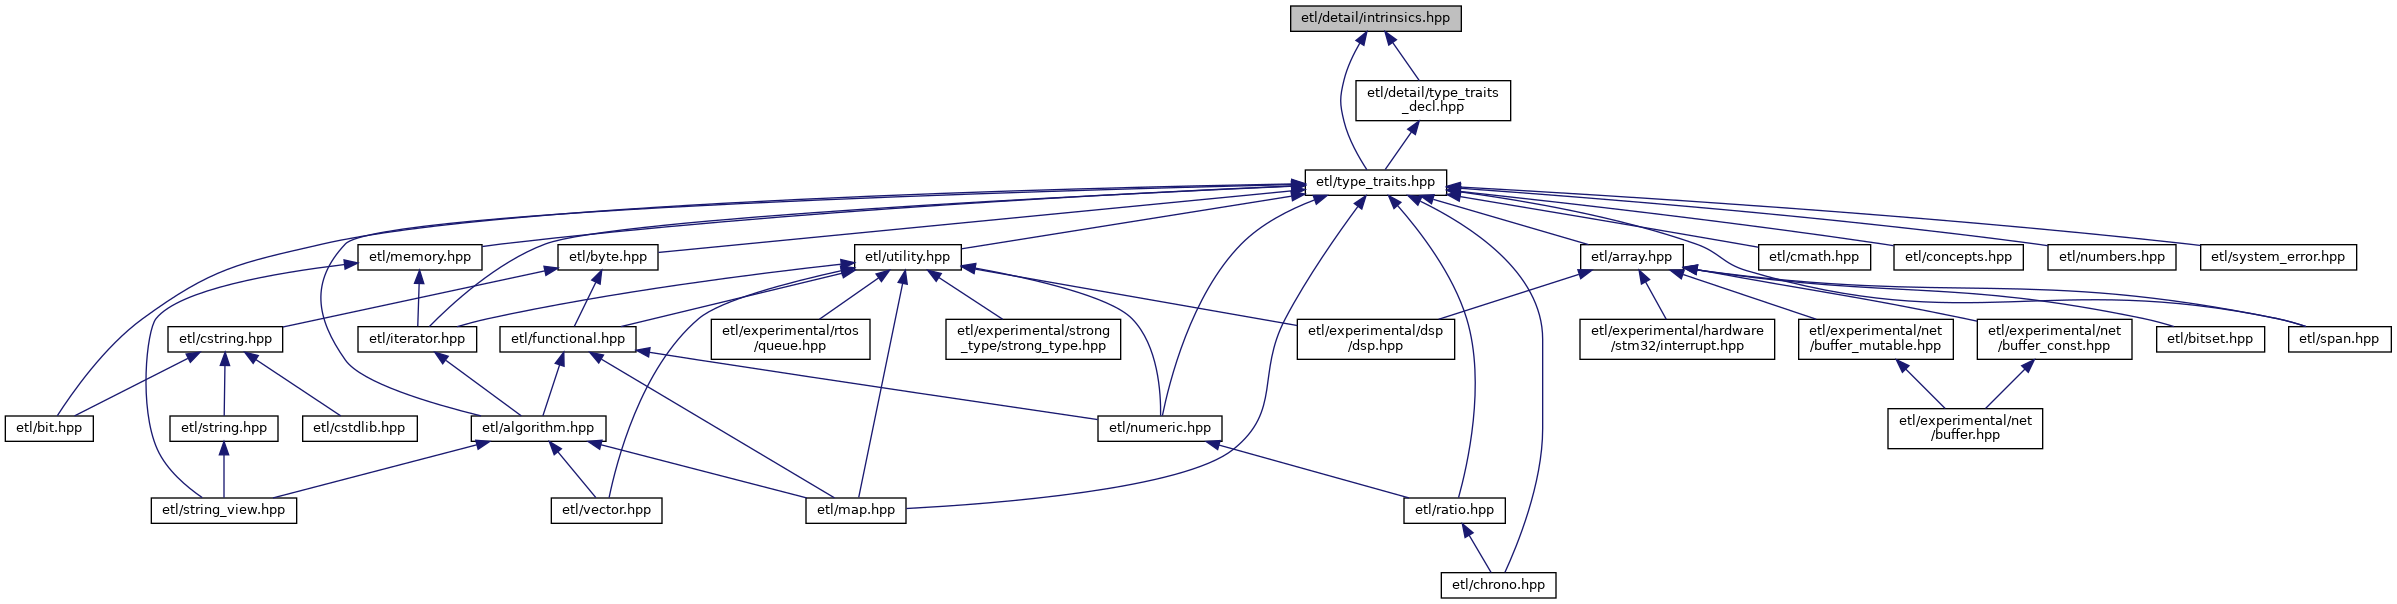 etl/detail/intrinsics.hpp
etl/detail/type_traits
_decl.hpp
etl/type_traits.hpp
etl/memory.hpp
etl/byte.hpp
etl/utility.hpp
etl/array.hpp
etl/cmath.hpp
etl/concepts.hpp
etl/numbers.hpp
etl/system_error.hpp
etl/cstring.hpp
etl/iterator.hpp
etl/functional.hpp
etl/experimental/rtos
/queue.hpp
etl/experimental/strong
_type/strong_type.hpp
etl/experimental/dsp
/dsp.hpp
etl/experimental/hardware
/stm32/interrupt.hpp
etl/experimental/net
/buffer_mutable.hpp
etl/experimental/net
/buffer_const.hpp
etl/bitset.hpp
etl/span.hpp
etl/bit.hpp
etl/string.hpp
etl/cstdlib.hpp
etl/algorithm.hpp
etl/numeric.hpp
etl/experimental/net
/buffer.hpp
etl/string_view.hpp
etl/vector.hpp
etl/map.hpp
etl/ratio.hpp
etl/chrono.hpp